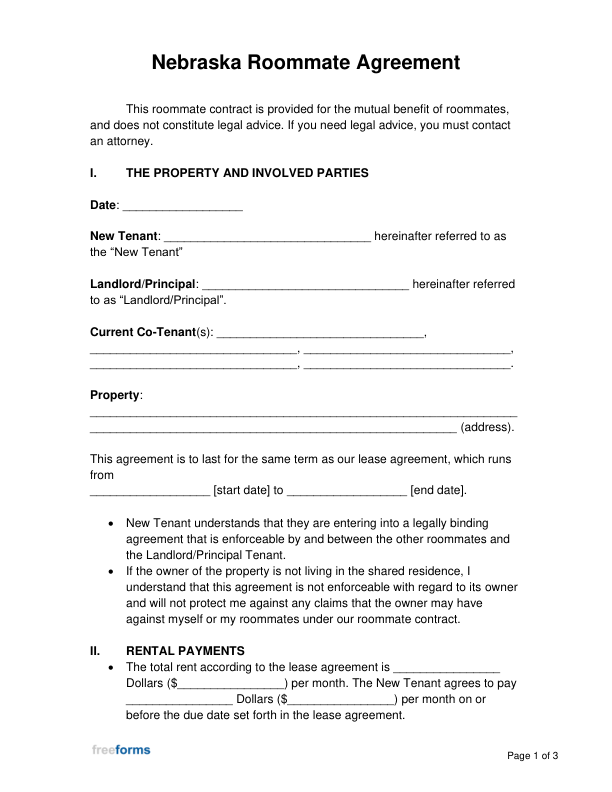 Nebraska Roommate Agreement
This roommate contract is provided for the mutual benefit of roommates,
and does not constitute legal advice. If you need legal advice, you must contact
an attorney.
I. THE PROPERTY AND INVOLVED PARTIES
Date: __________________
New Tenant: _______________________________ hereinafter referred to as
the “New Tenant”
Landlord/Principal: _______________________________ hereinafter referred
to as “Landlord/Principal”.
Current Co-Tenant(s): _______________________________,
_______________________________, _______________________________,
_______________________________, _______________________________.
Property:
________________________________________________________________
_______________________________________________________ (address).
This agreement is to last for the same term as our lease agreement, which runs
from
__________________ [start date] to __________________ [end date].
• New Tenant understands that they are entering into a legally binding
agreement that is enforceable by and between the other roommates and
the Landlord/Principal Tenant.
• If the owner of the property is not living in the shared residence, I
understand that this agreement is not enforceable with regard to its owner
and will not protect me against any claims that the owner may have
against myself or my roommates under our roommate contract.
II. RENTAL PAYMENTS
• The total rent according to the lease agreement is ________________
Dollars ($________________) per month. The New Tenant agrees to pay
________________ Dollars ($________________) per month on or
before the due date set forth in the lease agreement.
freeforms
Page 1 of 3